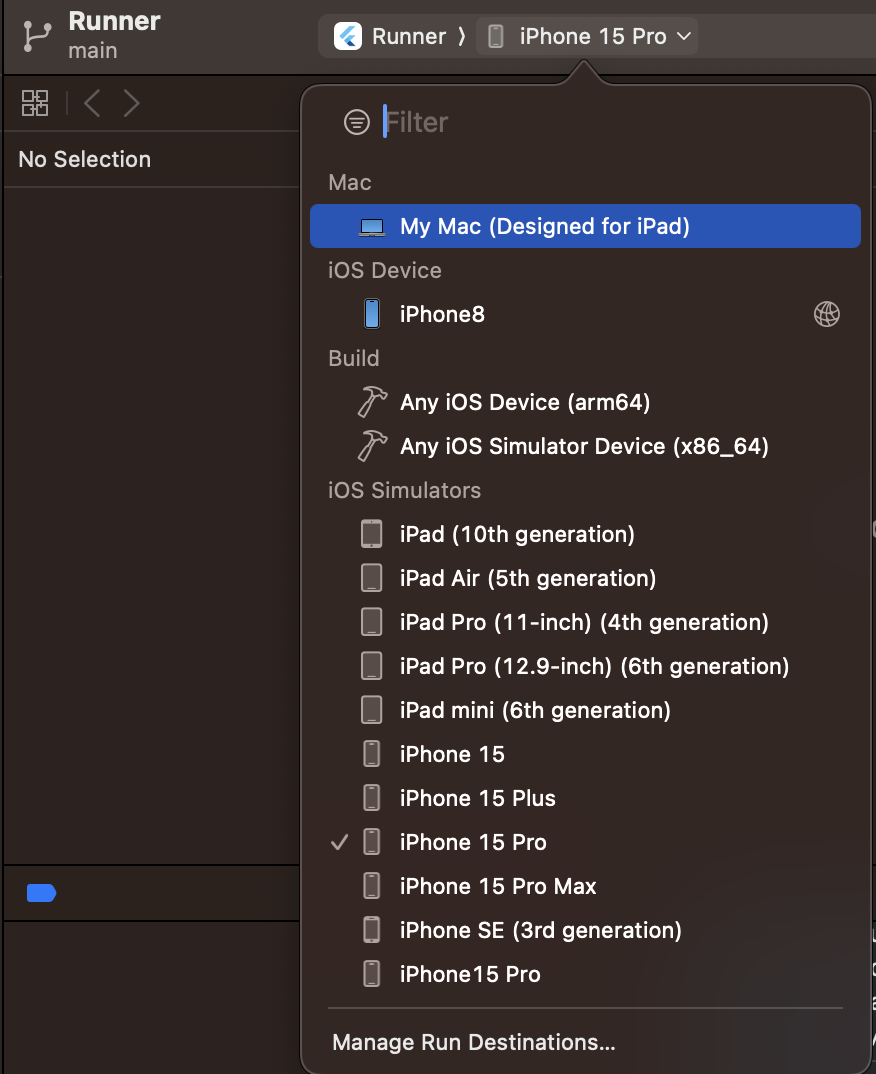 Runner
main
Runner ⟩ iPhone 15 Pro
No Selection
Filter
Mac
My Mac (Designed for iPad)
iOS Device
iPhone8
Build
Any iOS Device (arm64)
Any iOS Simulator Device (x86_64)
iOS Simulators
iPad (10th generation)
iPad Air (5th generation)
iPad Pro (11-inch) (4th generation)
iPad Pro (12.9-inch) (6th generation)
iPad mini (6th generation)
iPhone 15
iPhone 15 Plus
iPhone 15 Pro
iPhone 15 Pro Max
iPhone SE (3rd generation)
iPhone15 Pro
Manage Run Destinations...